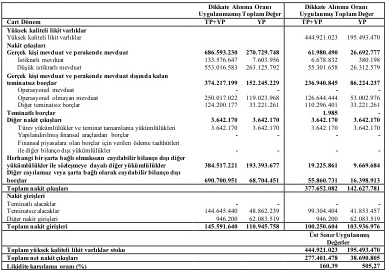 Dikkate Alınma Oranı Uygulanmamış Toplam Değer Dikkate Alınma Oranı Uygulanmış Toplam Değer
Cari Dönem TP+YP YP TP+YP YP
Yüksek kaliteli likit varlıklar
Yüksek kaliteli likit varlıklar 444.921.023 195.493.470
Nakit çıkışları
Gerçek kişi mevduat ve perakende mevduat 686.593.230 270.729.748 61.980.490 26.692.777
İstikrarlı mevduat 133.576.647 7.603.956 6.678.832 380.198
Düşük istikrarlı mevduat 553.016.583 263.125.792 55.301.658 26.312.579
Gerçek kişi mevduat ve perakende mevduat dışında kalan
teminatsız borçlar 374.217.199 152.245.229 236.940.845 86.224.237
Operasyonel mevduat - - - -
Operasyonel olmayan mevduat 250.017.022 119.023.968 126.644.444 53.002.976
Diğer teminatsız borçlar 124.200.177 33.221.261 110.296.401 33.221.261
Teminatlı borçlar 1.985 -
Diğer nakit çıkışları 3.642.170 3.642.170 3.642.170 3.642.170
Türev yükümlülükler ve teminat tamamlama yükümlülükleri 3.642.170 3.642.170 3.642.170 3.642.170
Yapılandırılmış finansal araçlardan borçlar - - - -
Finansal piyasalara olan borçlar için verilen ödeme taahhütleri
ile diğer bilanço dışı yükümlülükler - - - -
Herhangi bir şarta bağlı olmaksızın cayılabilir bilanço dışı diğer
yükümlülükler ile sözleşmeye dayalı diğer yükümlülükler 384.517.221 193.393.677 19.225.861 9.669.684
Diğer cayılamaz veya şarta bağlı olarak cayılabilir bilanço dışı
borçlar 690.700.951 68.704.451 55.860.731 16.398.913
Toplam nakit çıkışları 377.652.082 142.627.781
Nakit girişleri
Teminatlı alacaklar - - - -
Teminatsız alacaklar 144.645.440 48.862.239 99.304.404 41.853.457
Diğer nakit girişleri 946.200 62.083.519 946.200 62.083.519
Toplam nakit girişleri 145.591.640 110.945.758 100.250.604 103.936.976
Üst Sınır Uygulanmış
Değerler
Toplam yüksek kaliteli likit varlıklar stoku 444.921.023 195.493.470
Toplam net nakit çıkışları 277.401.478 38.690.805
Likidite karşılama oranı (%) 160,39 505,27